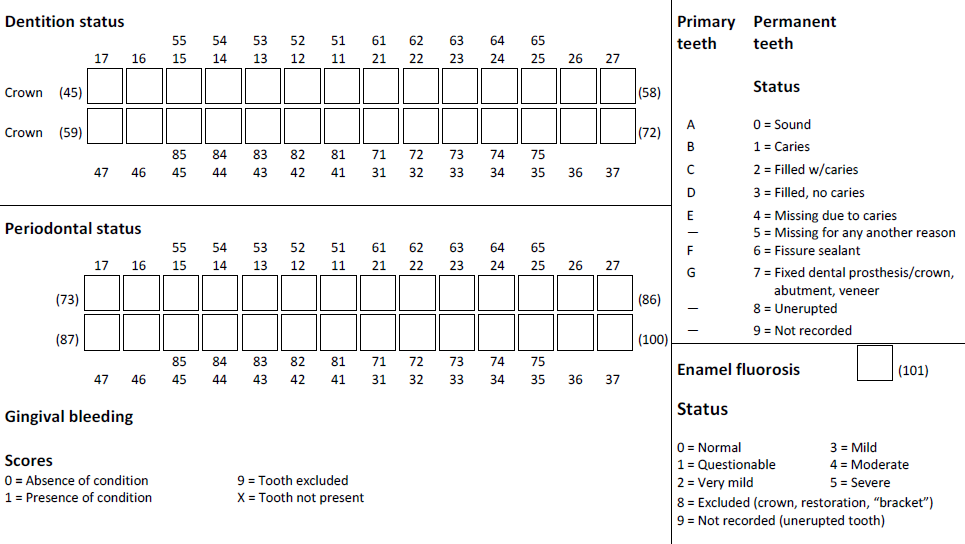 Dentition status
55 54 53 52 51 61 62 63 64 65
17 16 15 14 13 12 11 21 22 23 24 25 26 27
Crown (45) (58)
Crown (59) (72)
85 84 83 82 81 71 72 73 74 75
47 46 45 44 43 42 41 31 32 33 34 35 36 37
Periodontal status
55 54 53 52 51 61 62 63 64 65
17 16 15 14 13 12 11 21 22 23 24 25 26 27
(73) (86)
(87) (100)
85 84 83 82 81 71 72 73 74 75
47 46 45 44 43 42 41 31 32 33 34 35 36 37
Gingival bleeding
Scores
0 = Absence of condition 9 = Tooth excluded
1 = Presence of condition X = Tooth not present
Primary Permanent
teeth teeth
Status
A 0 = Sound
B 1 = Caries
C 2 = Filled w/caries
D 3 = Filled, no caries
E 4 = Missing due to caries
— 5 = Missing for any another reason
F 6 = Fissure sealant
G 7 = Fixed dental prosthesis/crown,
abutment, veneer
— 8 = Unerupted
— 9 = Not recorded
Enamel fluorosis (101)
Status
0 = Normal 3 = Mild
1 = Questionable 4 = Moderate
2 = Very mild 5 = Severe
8 = Excluded (crown, restoration, “bracket”)
9 = Not recorded (unerupted tooth)